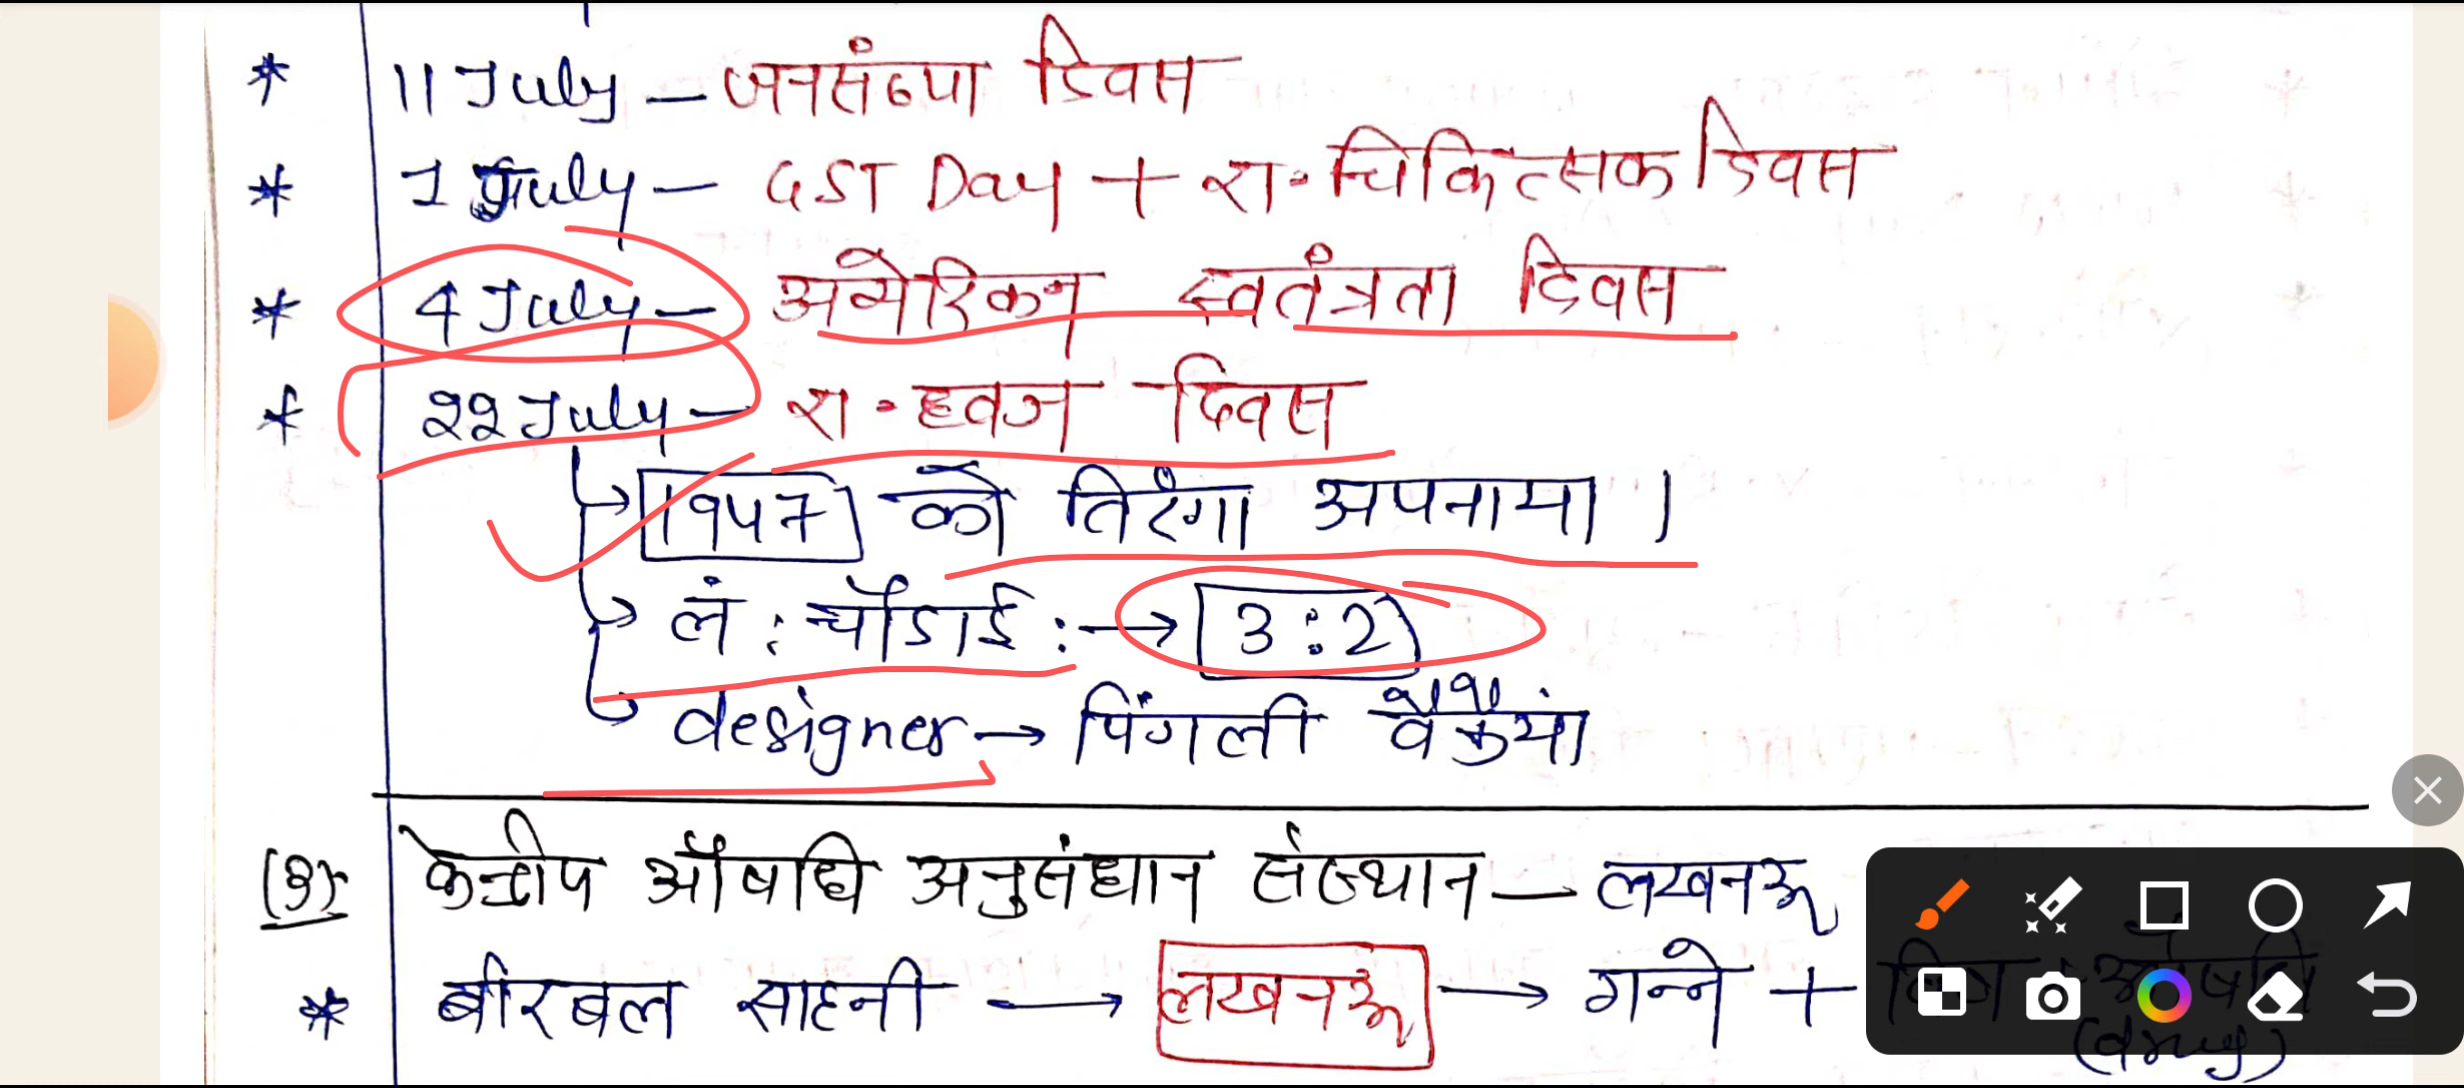 * 11 July – जनसंख्या दिवस
* 1 July – GST Day + रा॰ चिकित्सक दिवस
* 4 July – अमेरिकन स्वतंत्रता दिवस
* 22 July – रा॰ ध्वज दिवस
→ 1947 को तिरंगा अपनाया।
→ लं : चौडाई :→ 3:2
→ designer → पिंगली वैंकैया
(8) केन्द्रीय औषधि अनुसंधान संस्थान – लखनऊ
* बीरबल साहनी → लखनऊ → गन्ने +